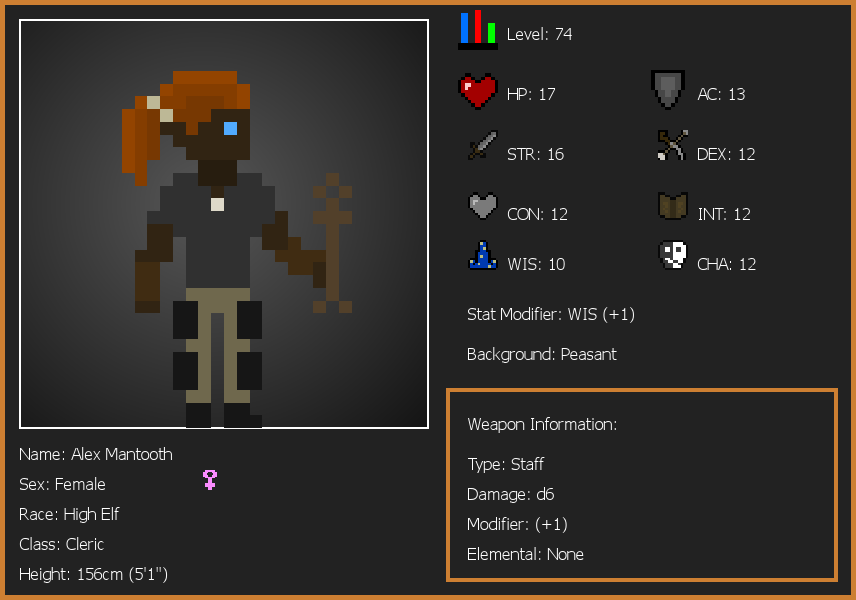 Level: 74
HP: 17
AC: 13
STR: 16
DEX: 12
CON: 12
INT: 12
WIS: 10
CHA: 12
Stat Modifier: WIS (+1)
Background: Peasant
Weapon Information:
Type: Staff
Damage: d6
Modifier: (+1)
Elemental: None
Name: Alex Mantooth
Sex: Female
Race: High Elf
Class: Cleric
Height: 156cm (5'1")